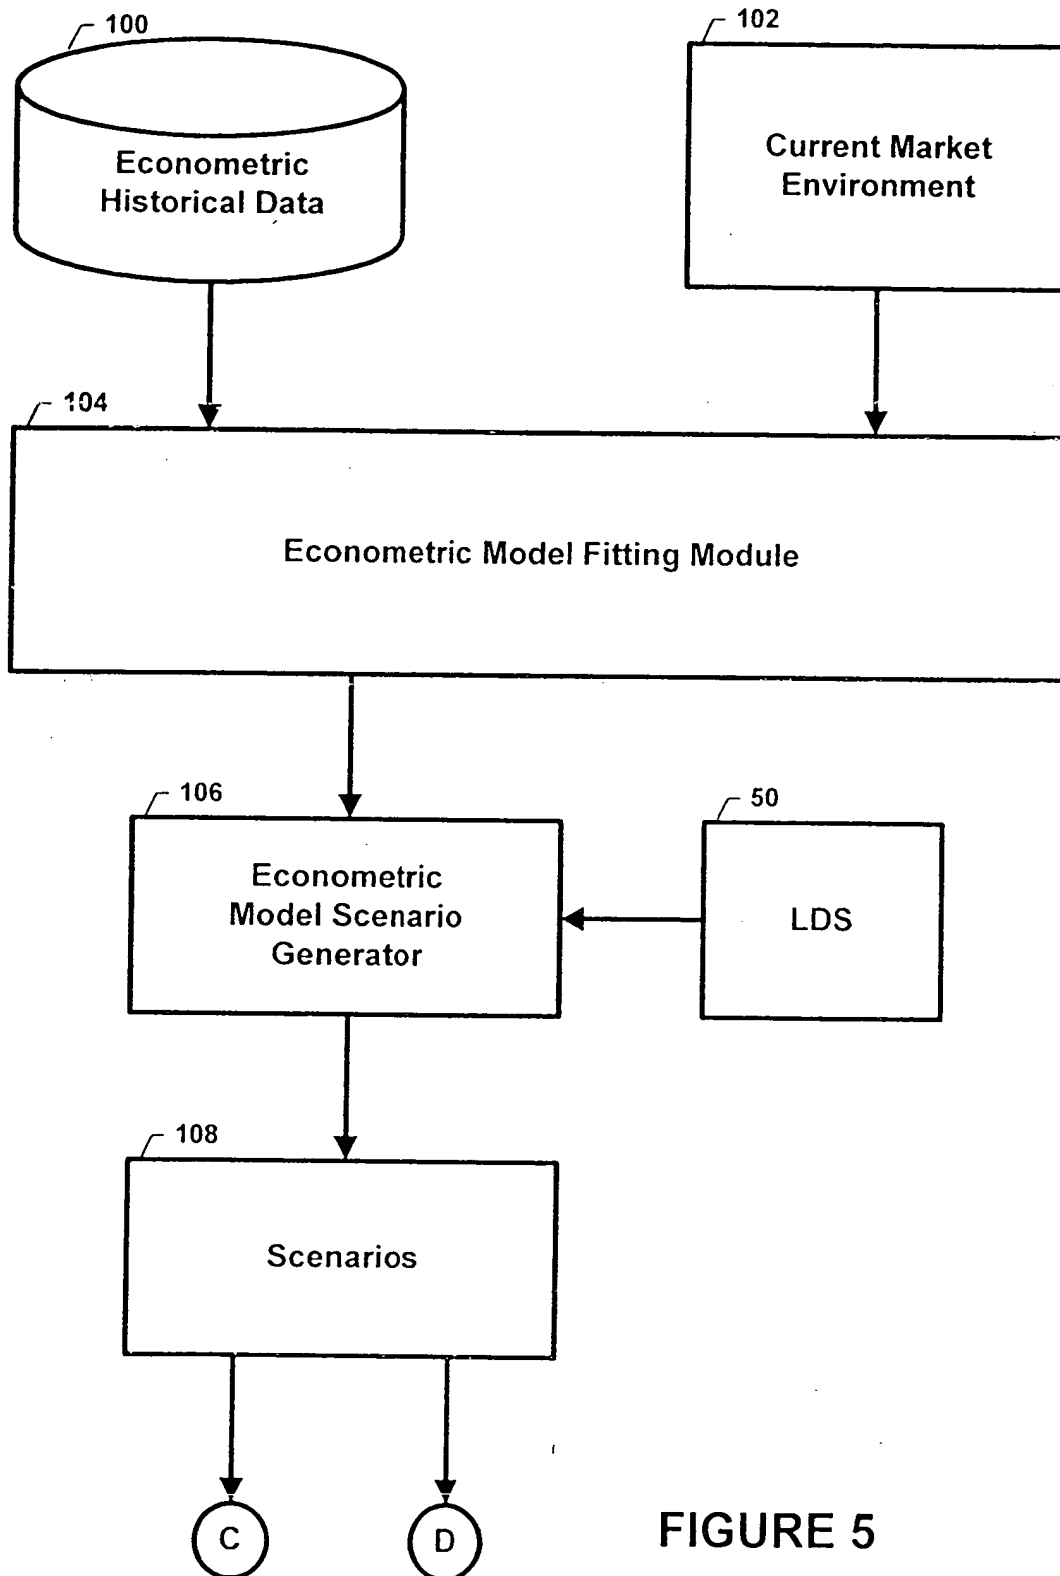 100
102
Econometric
Historical Data
Current Market
Environment
104
Econometric Model Fitting Module
106
50
Econometric
Model Scenario
Generator
LDS
108
Scenarios
C
D
FIGURE 5